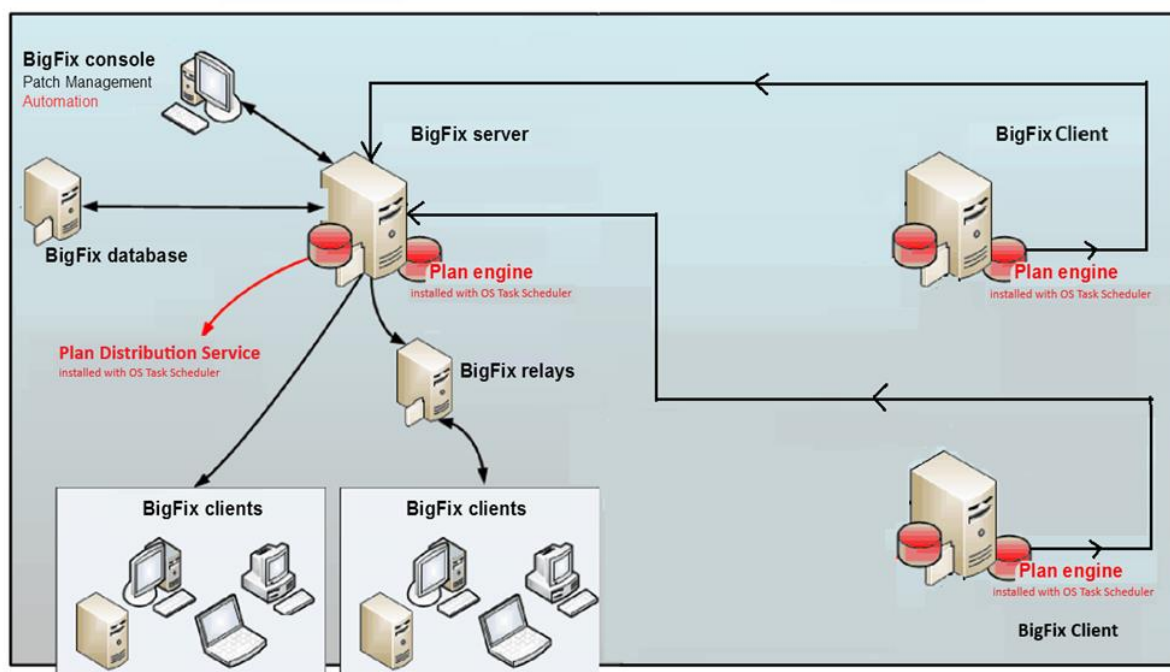 BigFix console
Patch Management
Automation
BigFix server
BigFix Client
BigFix database
Plan engine
installed with OS Task Scheduler
Plan engine
installed with OS Task Scheduler
Plan Distribution Service
installed with OS Task Scheduler
BigFix relays
BigFix clients
BigFix clients
Plan engine
installed with OS Task Scheduler
BigFix Client